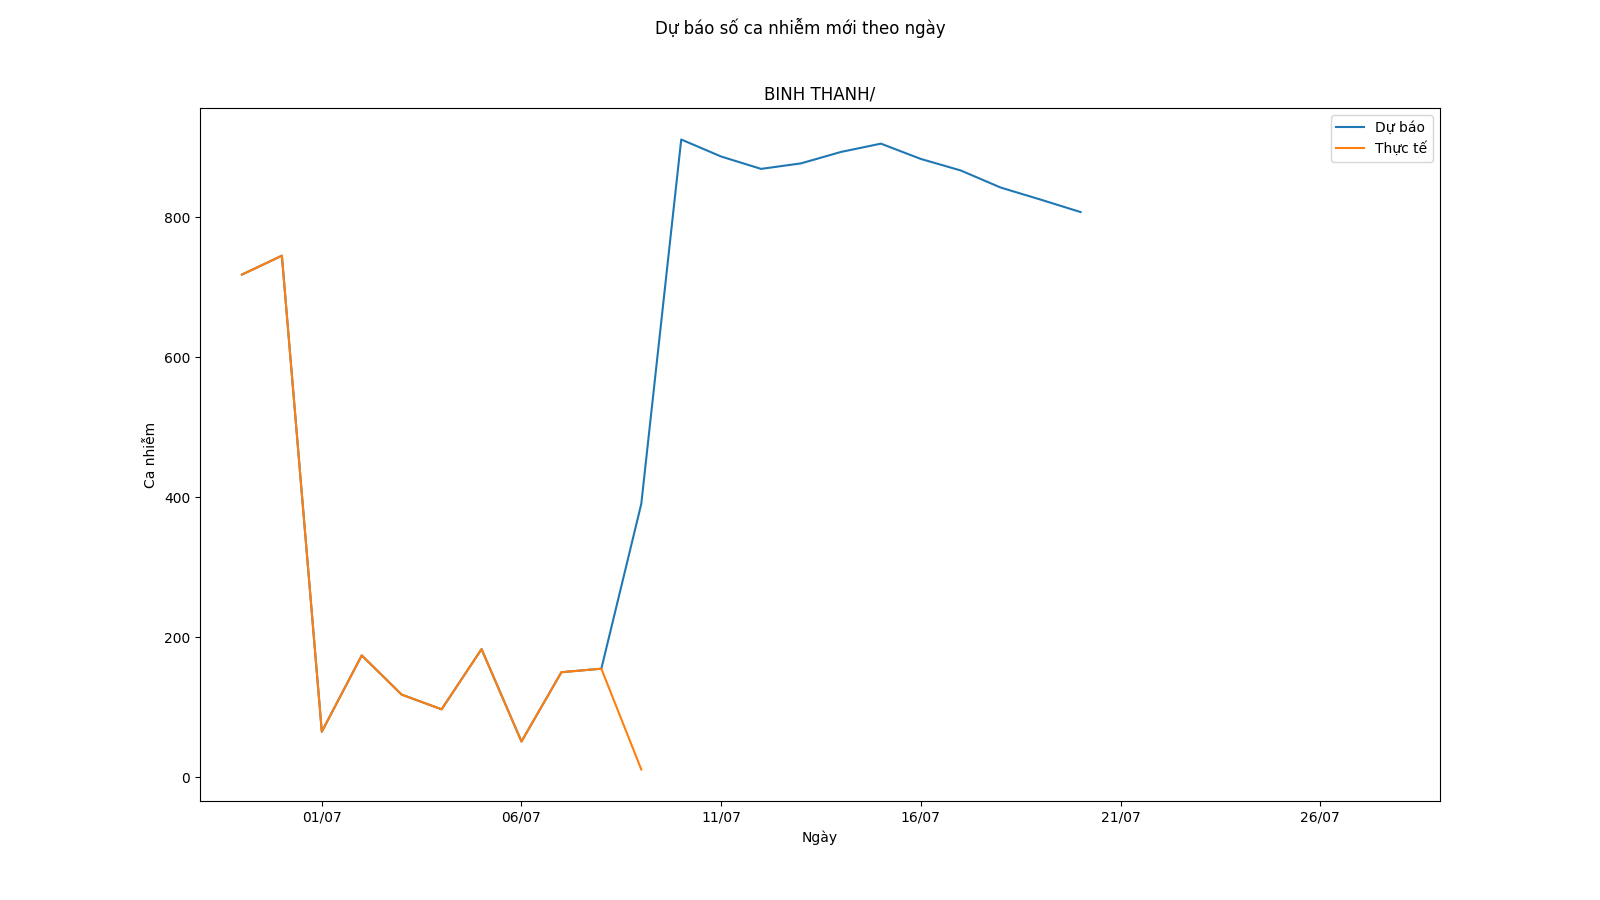 Dự báo số ca nhiễm mới theo ngày
BINH THANH/
Dự báo
Thực tế
800
600
400
200
0
Ca nhiễm
01/07
06/07
11/07
16/07
21/07
26/07
Ngày